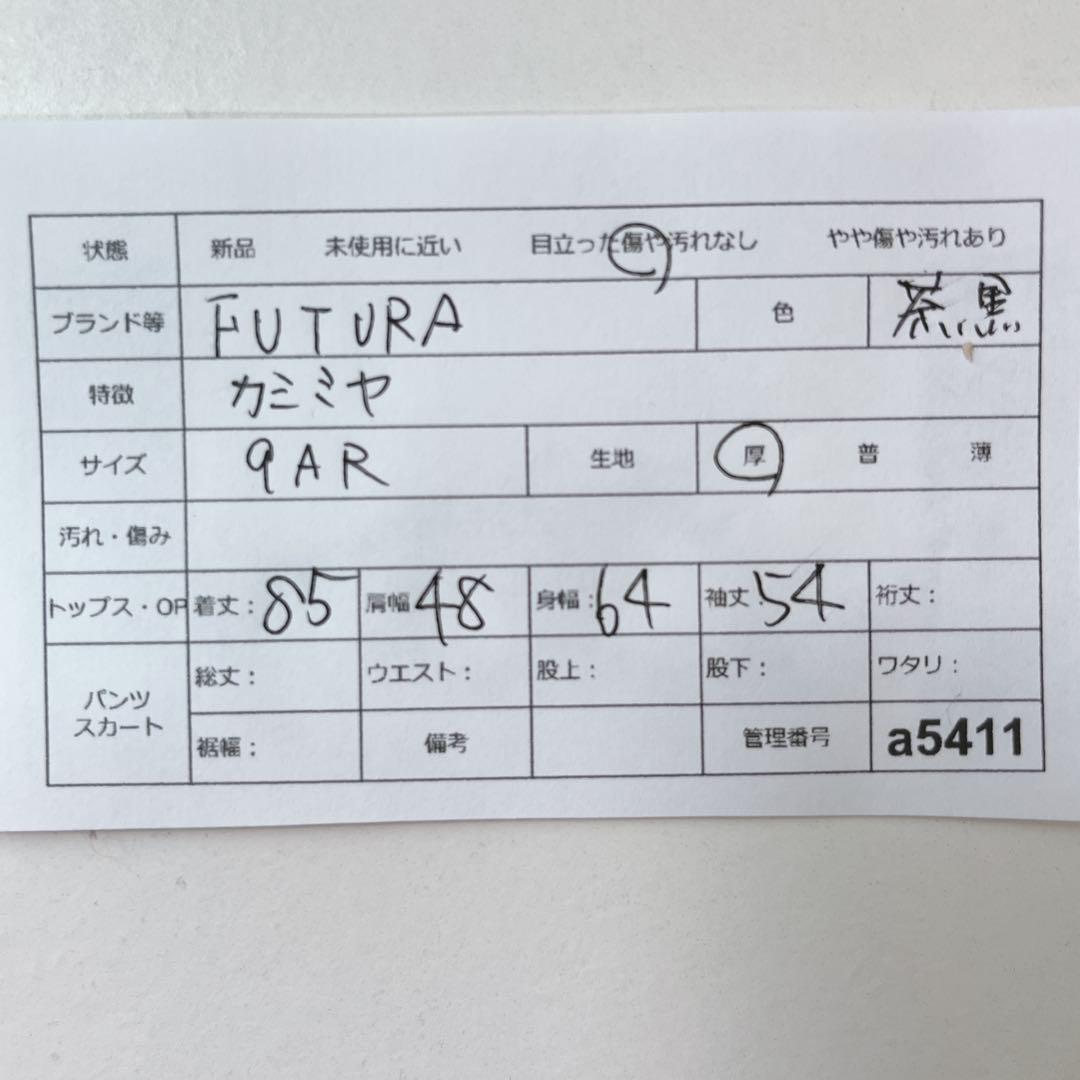 状態 新品 未使用に近い 目立った傷や汚れなし やや傷や汚れあり
ブランド等 FUTURA 色 茶黒
特徴 カミミヤ
サイズ 9AR 生地 厚 普 薄
汚れ・傷み
トップス・OP 着丈：85 肩幅 48 身幅：64 袖丈：54 裄丈：
パンツ スカート 総丈： ウエスト： 股上： 股下： ワタリ：
裾幅： 備考 管理番号 a5411